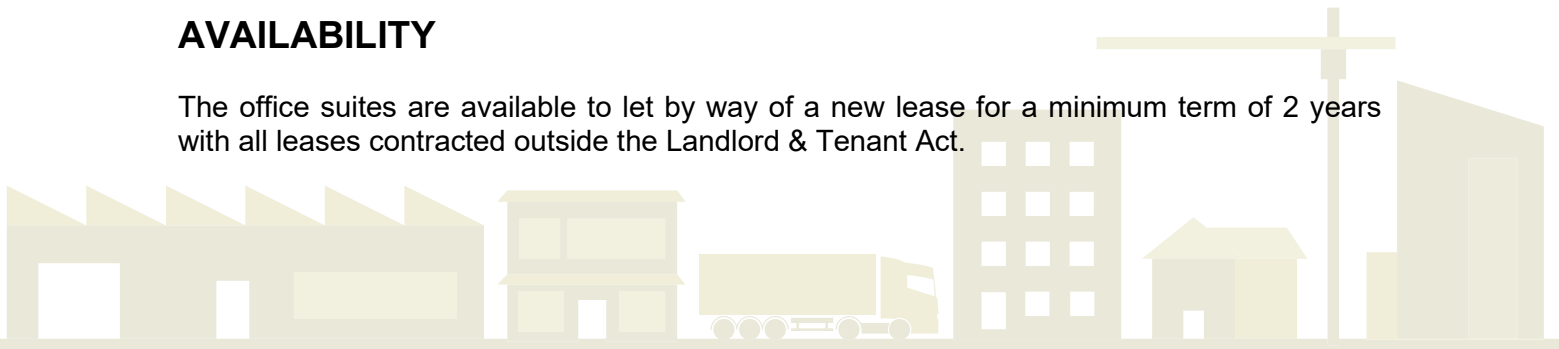 AVAILABILITY
The office suites are available to let by way of a new lease for a minimum term of 2 years
with all leases contracted outside the Landlord & Tenant Act.